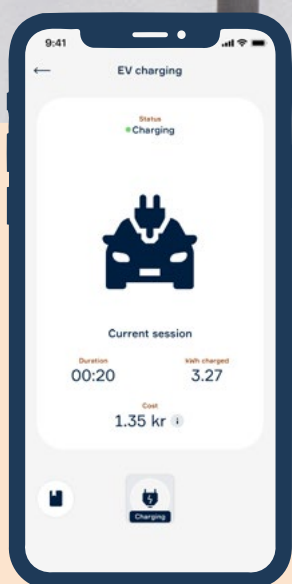 9:41
EV charging
Status
Charging
Current session
Duration kWh charged
00:20 3.27
Cost
1.35 kr i
Charging